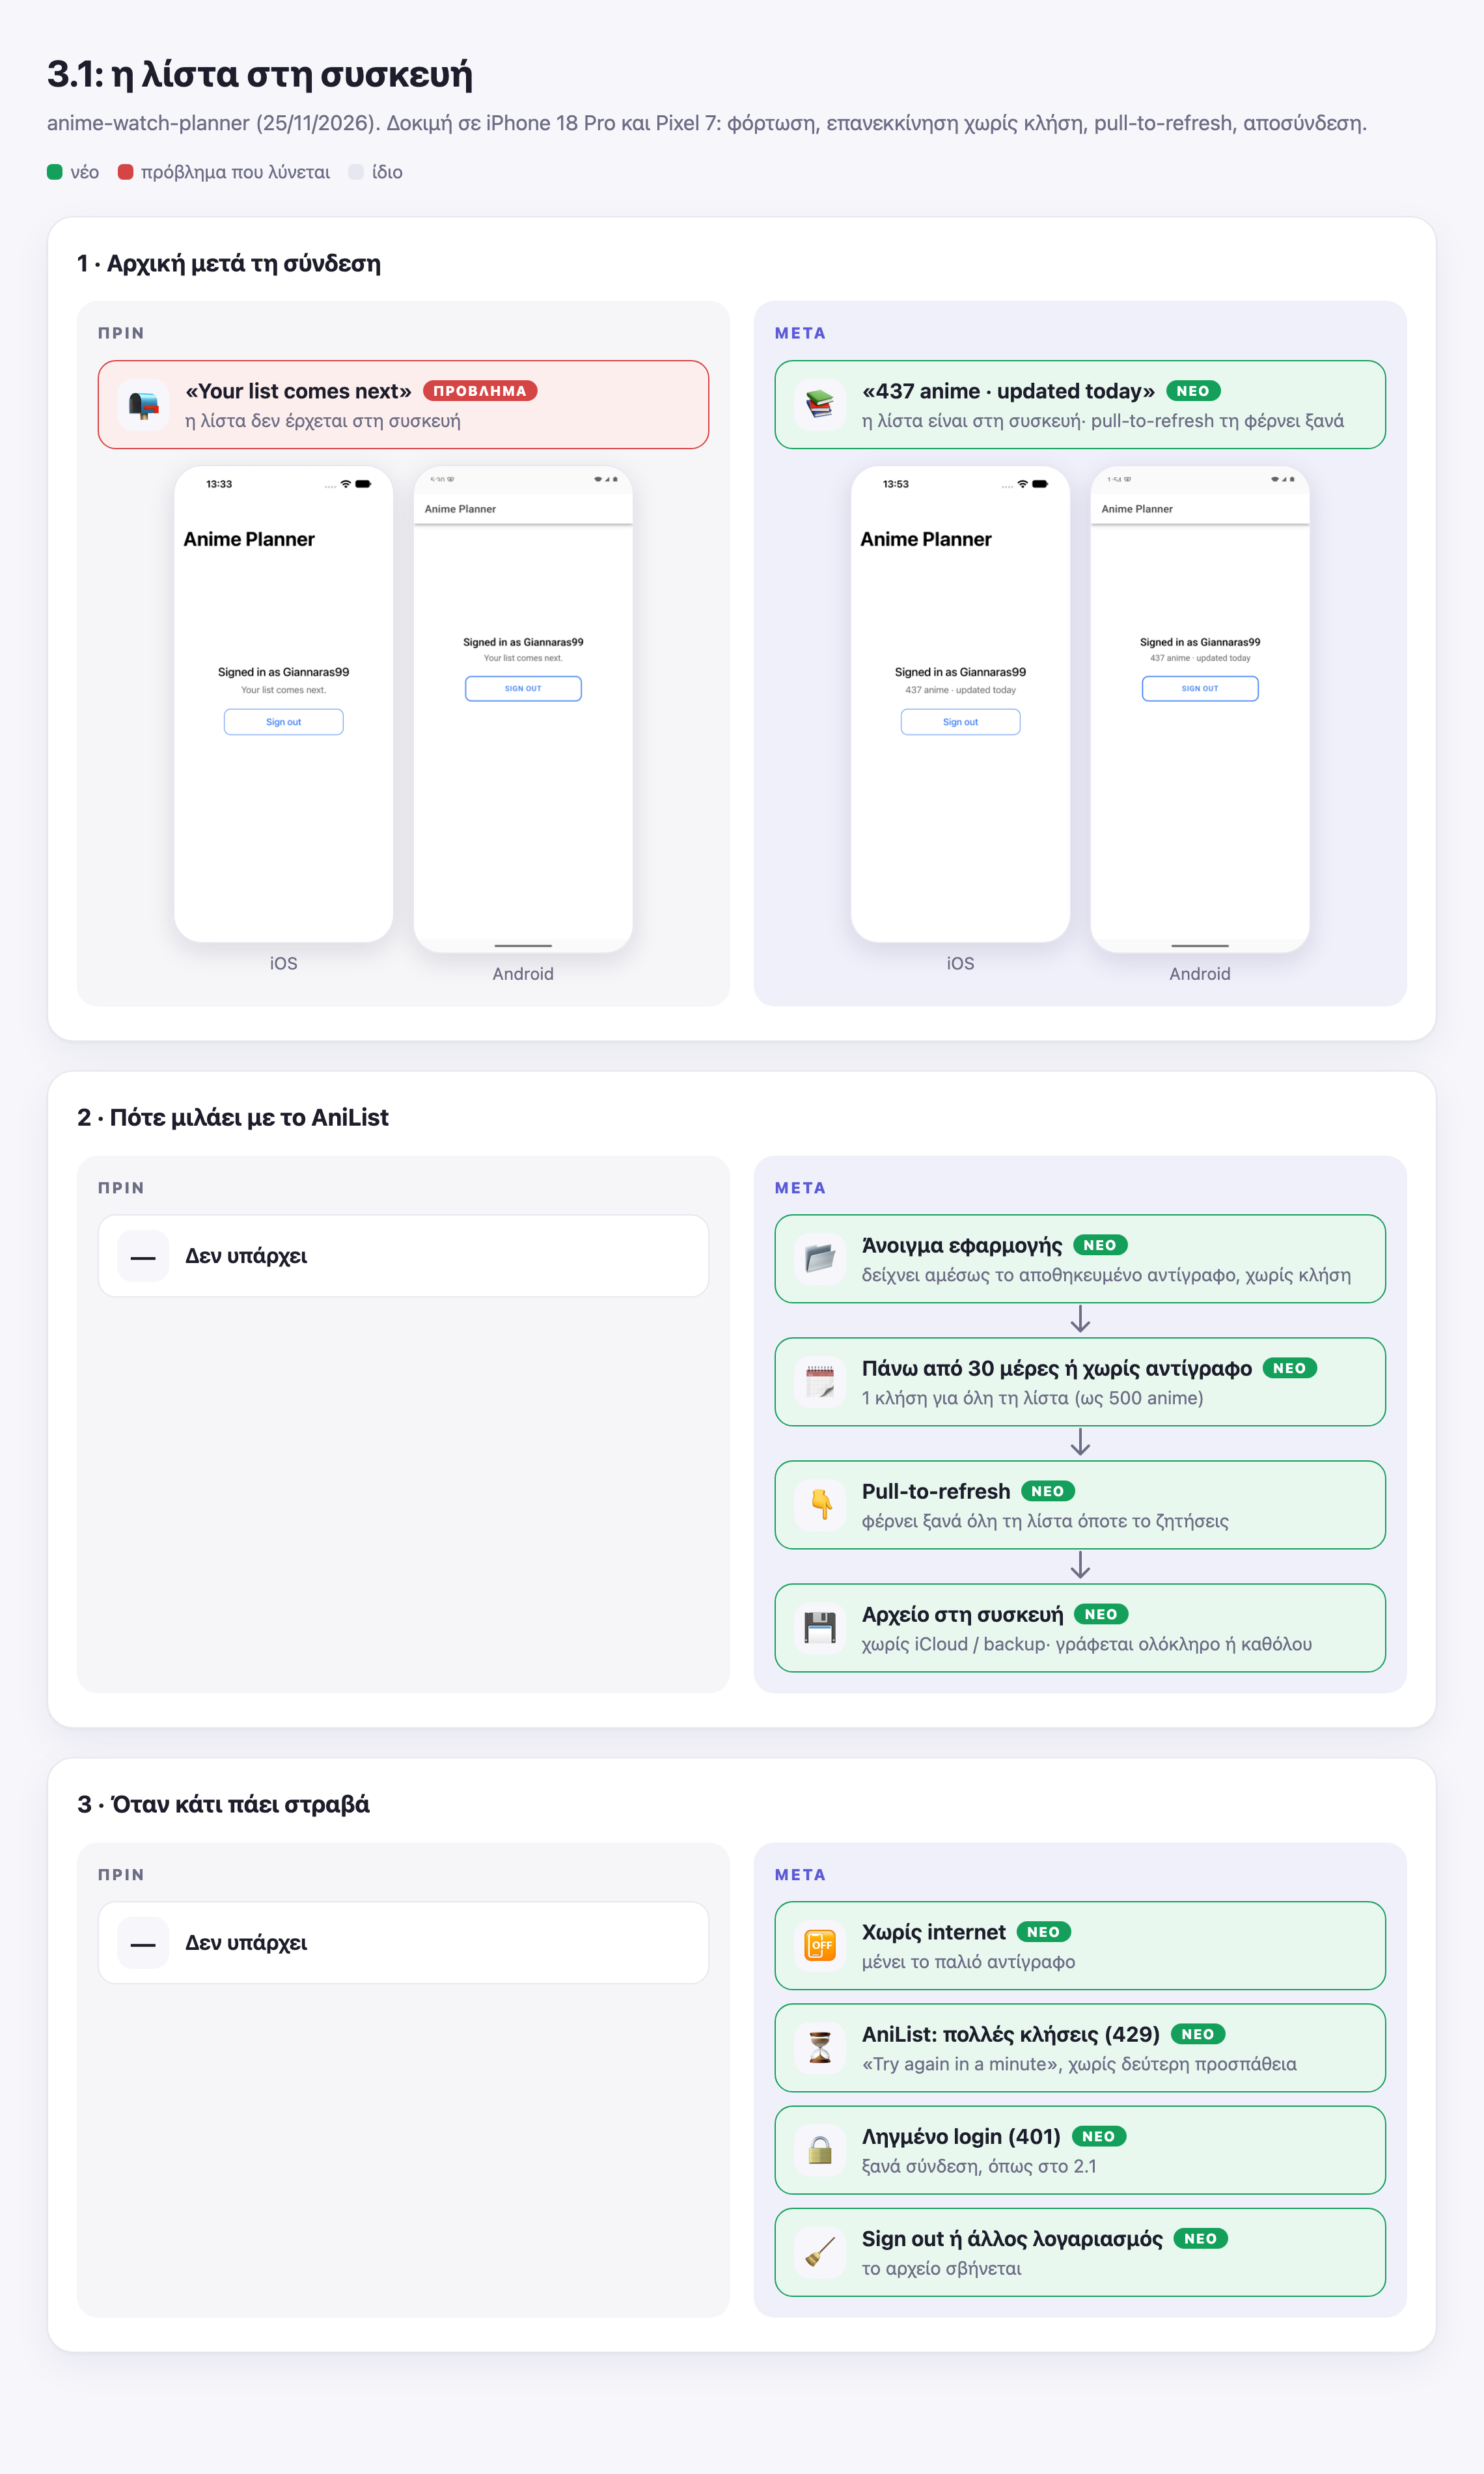 3.1: η λίστα στη συσκευή
anime-watch-planner (25/11/2026). Δοκιμή σε iPhone 18 Pro και Pixel 7: φόρτωση, επανεκκίνηση χωρίς κλήση, pull-to-refresh, αποσύνδεση.
νέο πρόβλημα που λύνεται ίδιο
1 · Αρχική μετά τη σύνδεση
ΠΡΙΝ
«Your list comes next» ΠΡΟΒΛΗΜΑ
η λίστα δεν έρχεται στη συσκευή
13:33
Anime Planner
Signed in as Giannaras99
Your list comes next.
Sign out
iOS
5:30
Anime Planner
Signed in as Giannaras99
Your list comes next.
SIGN OUT
Android
ΜΕΤΑ
«437 anime · updated today» ΝΕΟ
η λίστα είναι στη συσκευή· pull-to-refresh τη φέρνει ξανά
13:53
Anime Planner
Signed in as Giannaras99
437 anime · updated today
Sign out
iOS
1:54
Anime Planner
Signed in as Giannaras99
437 anime · updated today
SIGN OUT
Android
2 · Πότε μιλάει με το AniList
ΠΡΙΝ
— Δεν υπάρχει
ΜΕΤΑ
Άνοιγμα εφαρμογής ΝΕΟ
δείχνει αμέσως το αποθηκευμένο αντίγραφο, χωρίς κλήση
Πάνω από 30 μέρες ή χωρίς αντίγραφο ΝΕΟ
1 κλήση για όλη τη λίστα (ως 500 anime)
Pull-to-refresh ΝΕΟ
φέρνει ξανά όλη τη λίστα όποτε το ζητήσεις
Αρχείο στη συσκευή ΝΕΟ
χωρίς iCloud / backup· γράφεται ολόκληρο ή καθόλου
3 · Όταν κάτι πάει στραβά
ΠΡΙΝ
— Δεν υπάρχει
ΜΕΤΑ
OFF
Χωρίς internet ΝΕΟ
μένει το παλιό αντίγραφο
AniList: πολλές κλήσεις (429) ΝΕΟ
«Try again in a minute», χωρίς δεύτερη προσπάθεια
Ληγμένο login (401) ΝΕΟ
ξανά σύνδεση, όπως στο 2.1
Sign out ή άλλος λογαριασμός ΝΕΟ
το αρχείο σβήνεται